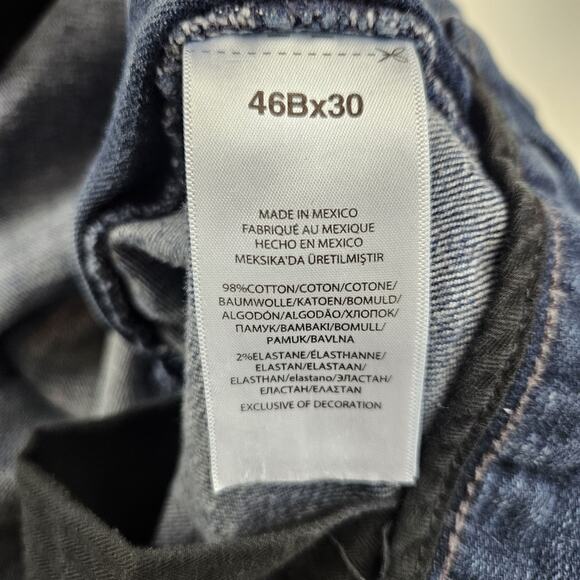 46Bx30
MADE IN MEXICO
FABRIQUÉ AU MEXIQUE
HECHO EN MEXICO
MEKSIKA'DA ÜRETILMIŞTIR
98%COTTON/COTON/COTONE/
BAUMWOLLE/KATOEN/BOMULD/
ALGODÓN/ALGODÃO/ХЛОПОК/
ПАМУК/BAMBAKI/BOMULL/
PAMUK/BAVLNA
2%ELASTANE/ÉLASTHANNE/
ELASTAN/ELASTAAN/
ELASTHAN/elastano/ЭЛАСТАН/
ЕЛАСТАН/ΕΛΑΣΤΑΝ
EXCLUSIVE OF DECORATION